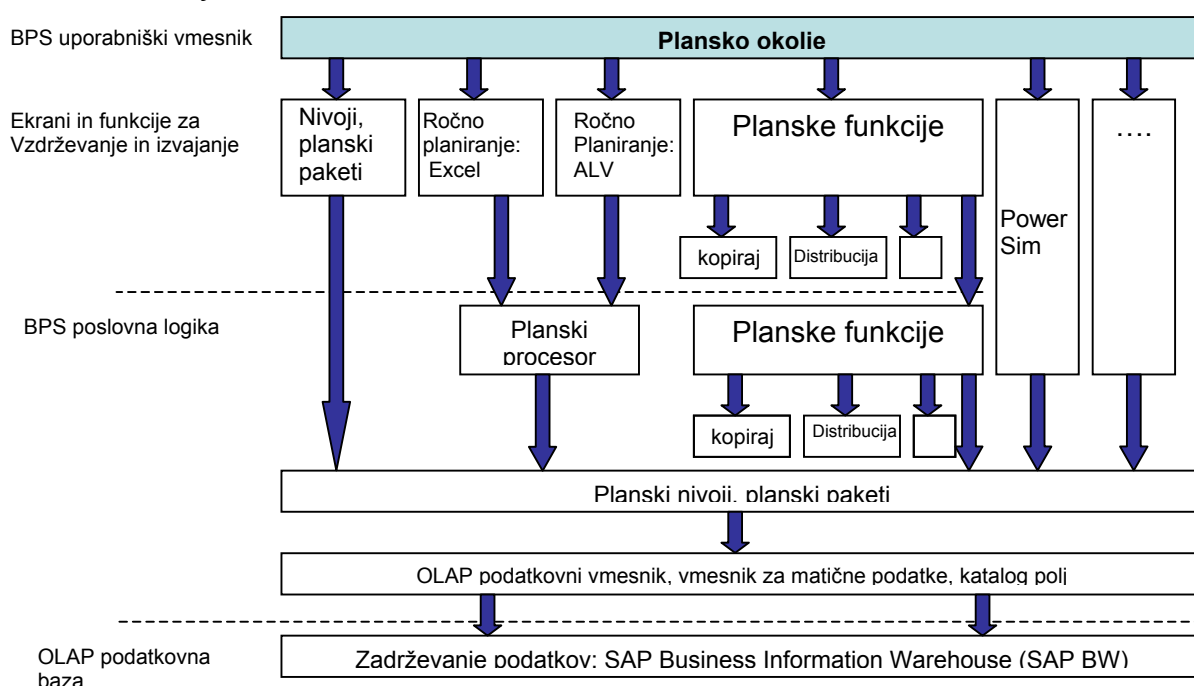 BPS uporabniški vmesnik
Plansko okolie
Ekrani in funkcije za
Vzdrževanje in izvajanje
Nivoji,
planski
paketi
Ročno
planiranje:
Excel
Ročno
Planiranje:
ALV
Planske funkcije
....
Power
Sim
kopiraj
Distribucija
BPS poslovna logika
Planski
procesor
Planske funkcije
kopiraj
Distribucija
Planski nivoji, planski paketi
OLAP podatkovni vmesnik, vmesnik za matične podatke, katalog polj
OLAP podatkovna
baza
Zadrževanje podatkov: SAP Business Information Warehouse (SAP BW)